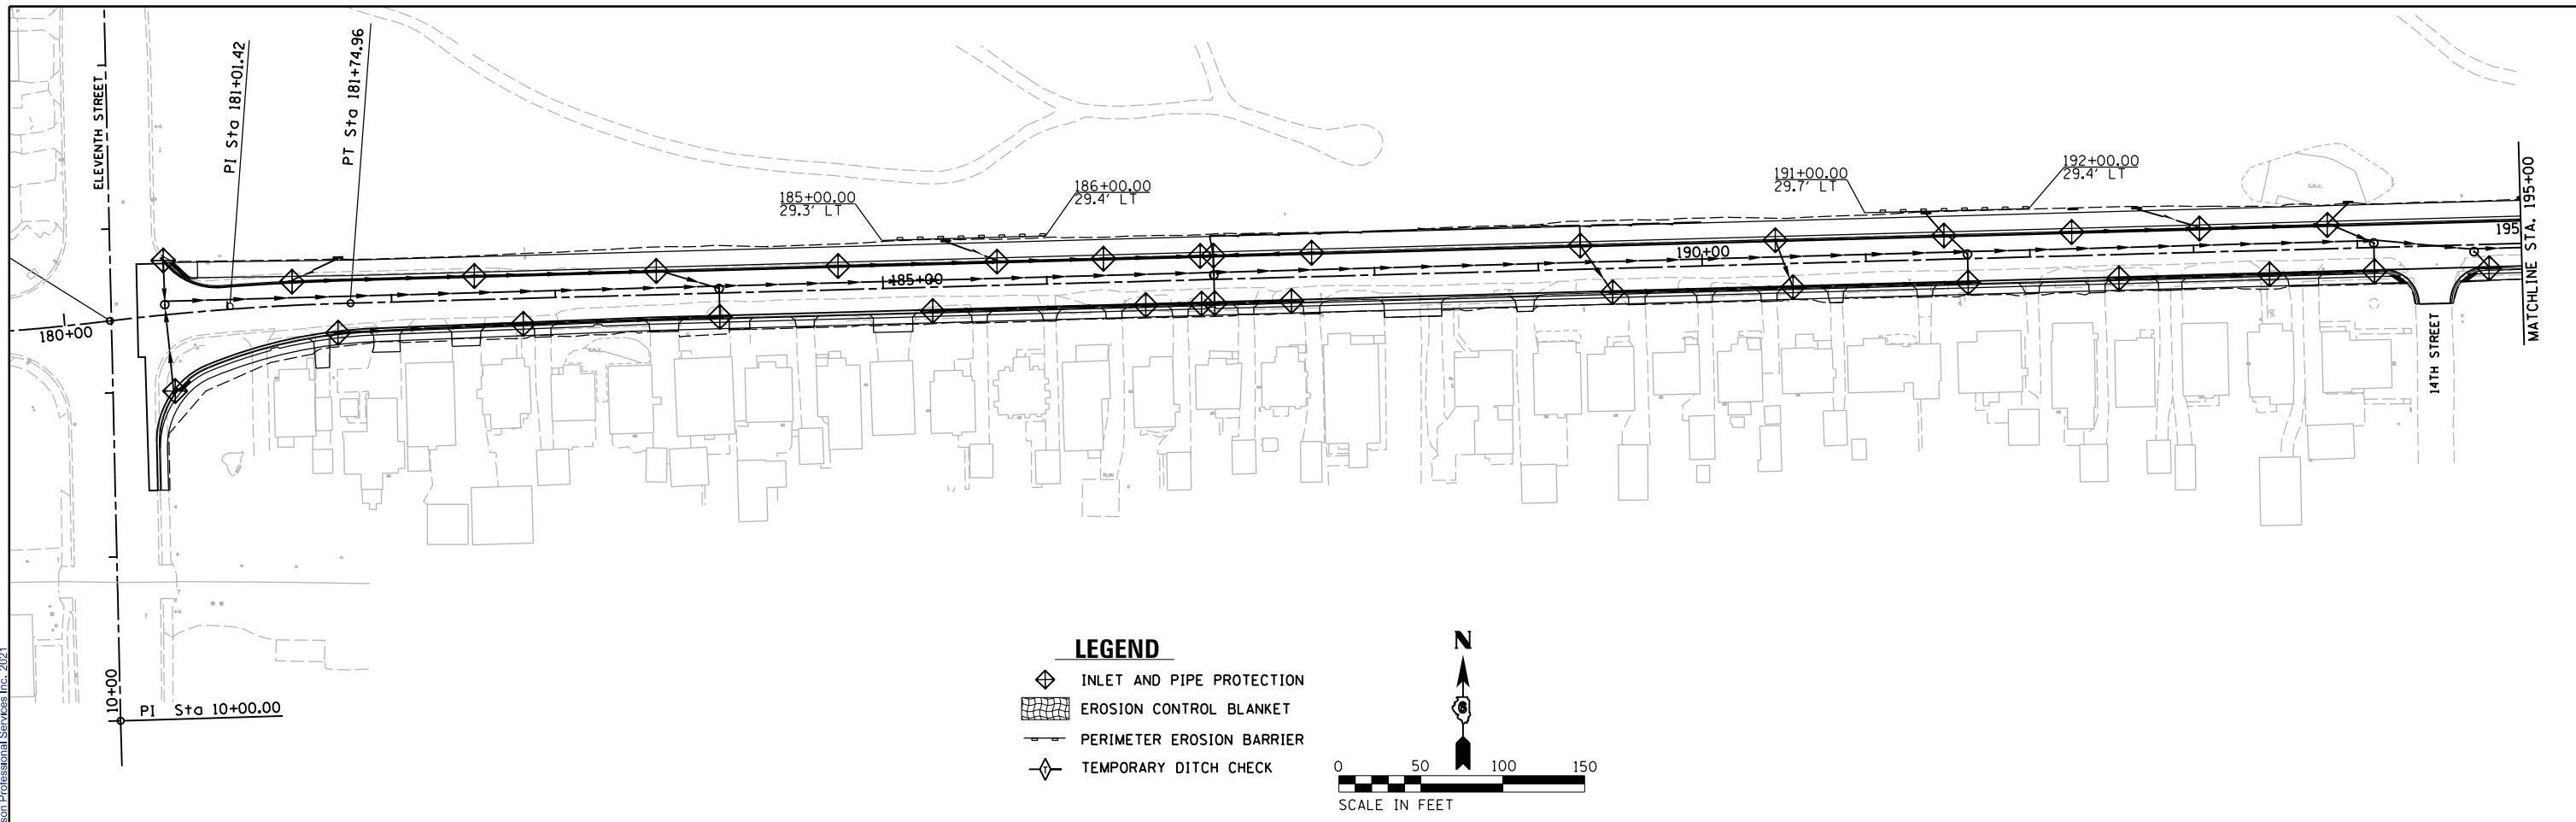 ELEVENTH STREET
PI Sta 181+01.42
PT Sta 181+74.96
180+00
185+00.00
29.3' LT
186+00.00
29.4' LT
185+00
191+00.00
29.7' LT
192+00.00
29.4' LT
190+00
195
MATCHLINE STA. 195+00
14TH STREET
10+00
PI Sta 10+00.00
LEGEND
INLET AND PIPE PROTECTION
EROSION CONTROL BLANKET
PERIMETER EROSION BARRIER
T
TEMPORARY DITCH CHECK
N
0 50 100 150
SCALE IN FEET
son Professional Services Inc. 2021